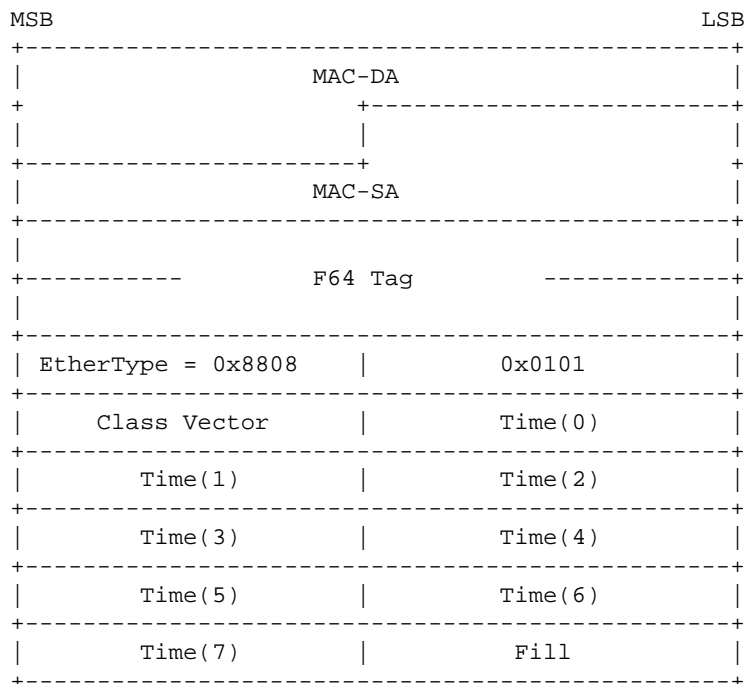 MSB LSB
MAC-DA
MAC-SA
F64 Tag
EtherType = 0x8808 0x0101
Class Vector Time(0)
Time(1) Time(2)
Time(3) Time(4)
Time(5) Time(6)
Time(7) Fill